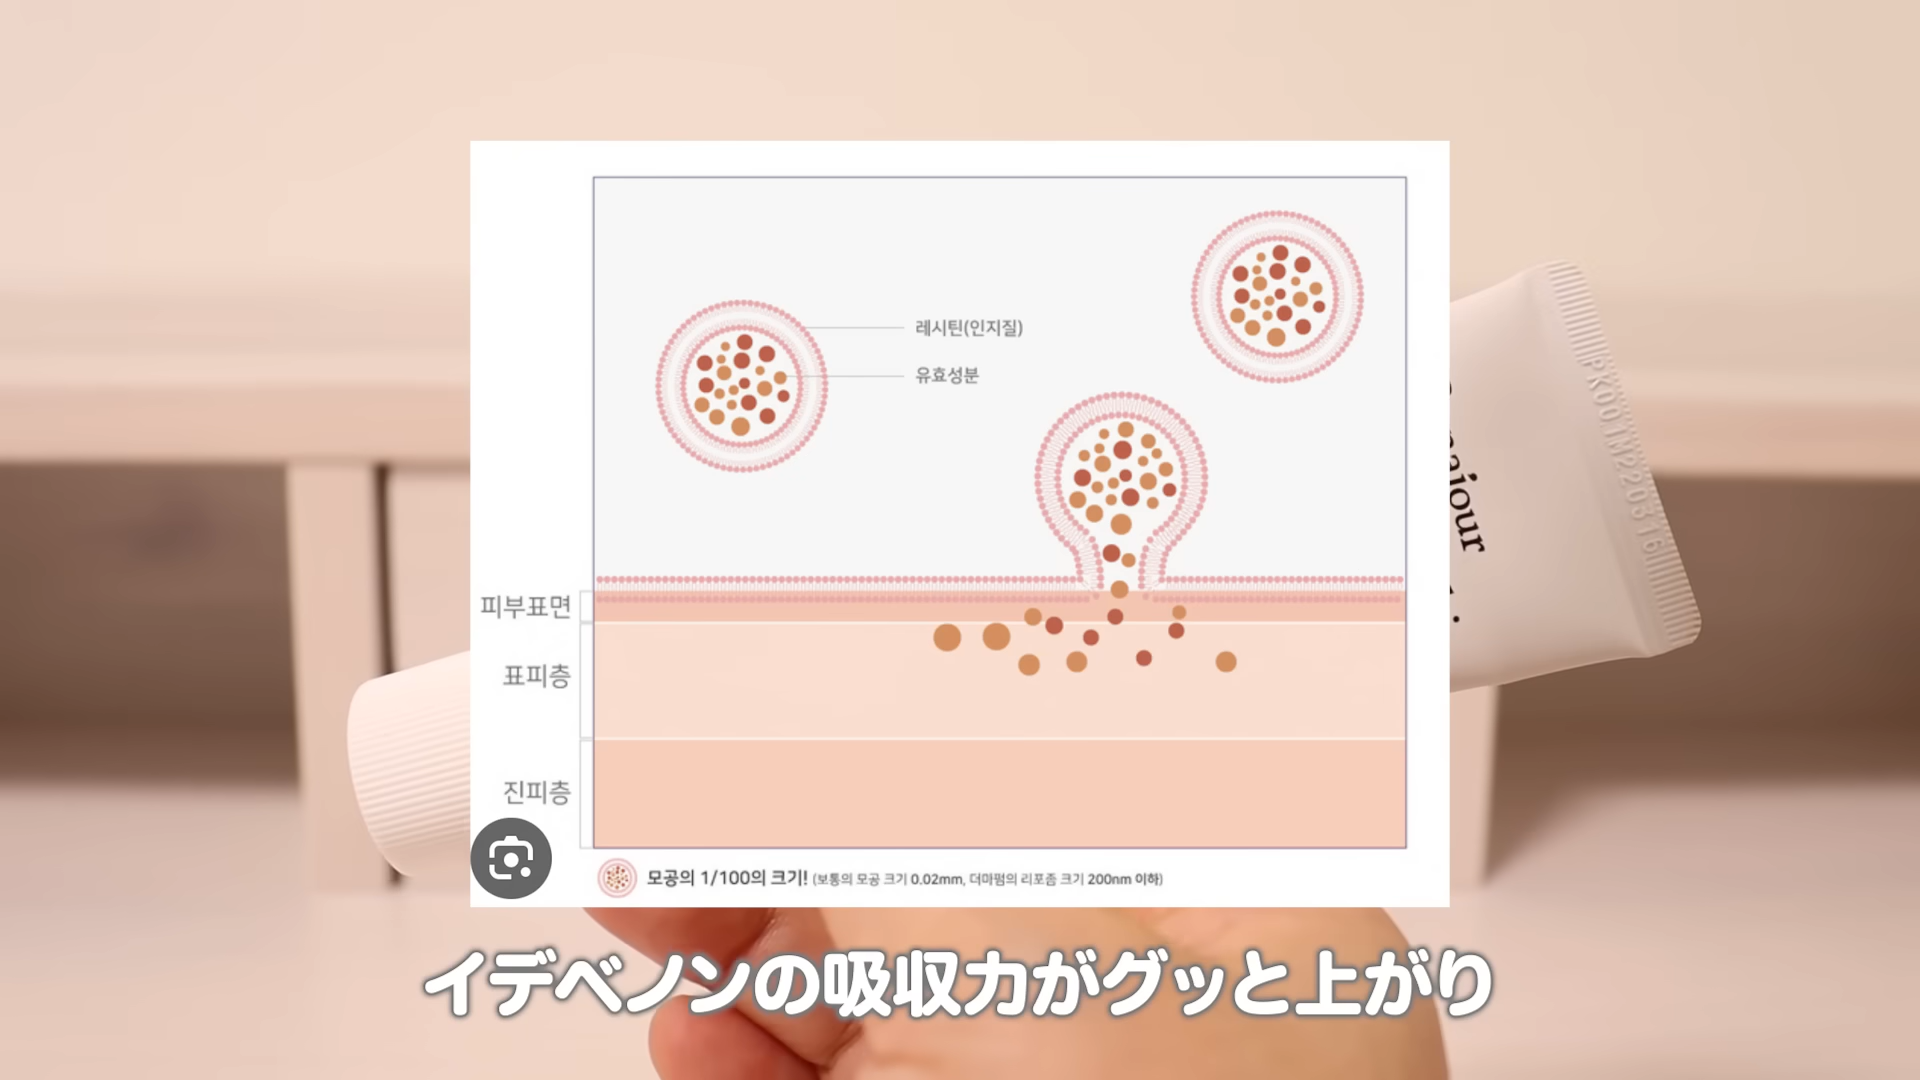 레시틴(인지질)
유효성분
피부표면
표피층
진피층
모공의 1/100의 크기! (보통의 모공 크기 0.02mm, 더마펌의 리포좀 크기 200nm 이하)
PK001M220316
najour
イデベノンの吸収力がグッと上がり